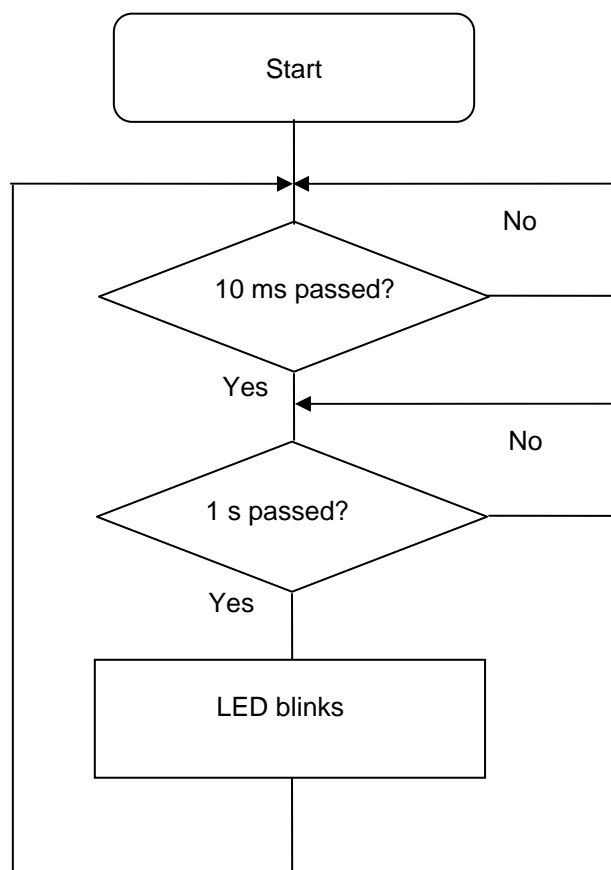 Start
No
10 ms passed?
Yes
No
1 s passed?
Yes
LED blinks